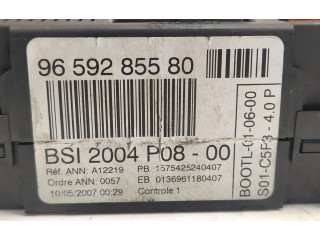 96 592 855 80
BSI 2004 P08 - 00
Réf. ANN: A12219 PB: 1575425240407
Ordre ANN: 0057 EB: 0136961180407
10/05/2007 00:29 Controle 1
BOOTL-01-06-00
S01-C5F3 - 4.0 P